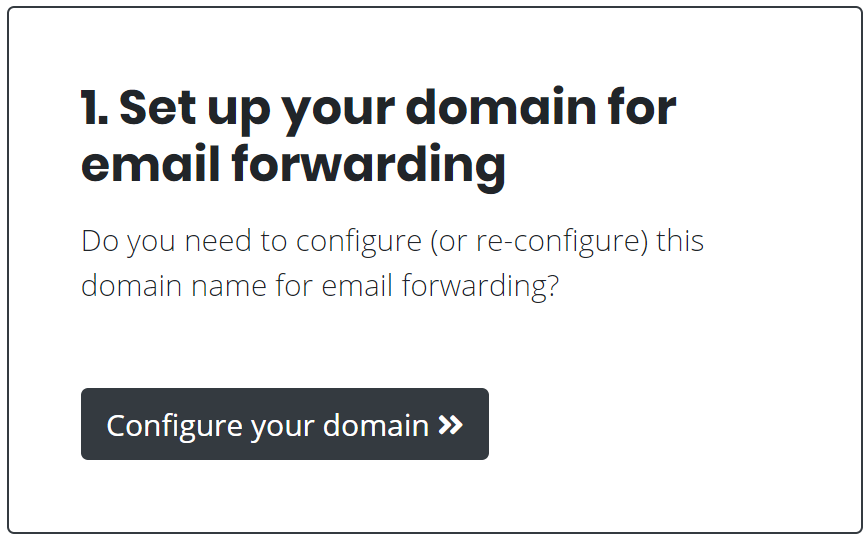 1. Set up your domain for
email forwarding
Do you need to configure (or re-configure) this
domain name for email forwarding?
Configure your domain »